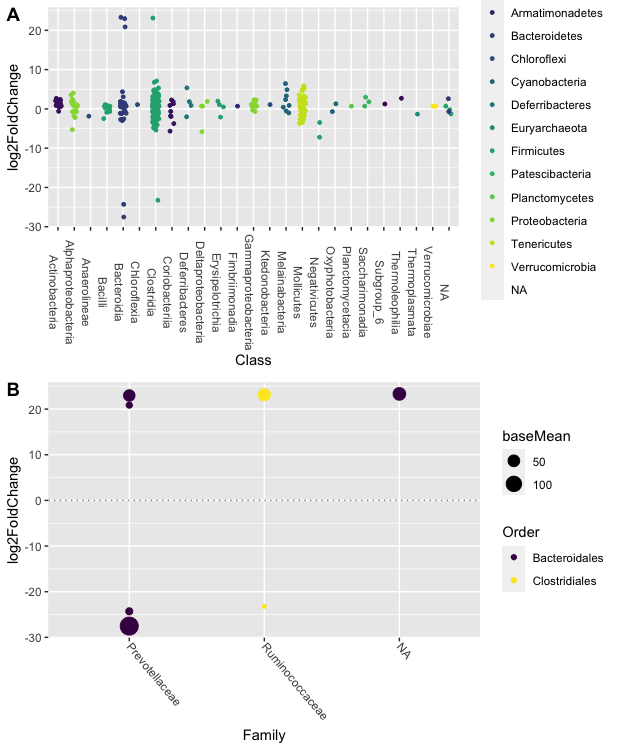 A
20
10
0
-10
-20
-30
log2FoldChange
Actinobacteria
Alphaproteobacteria
Anaerolineae
Bacilli
Bacteroidia
Chloroflexia
Clostridia
Coriobacteriia
Deferribacteres
Deltaproteobacteria
Erysipelotrichia
Fimbriimonadia
Gammaproteobacteria
Ktedonobacteria
Melainabacteria
Mollicutes
Negativicutes
Oxyphotobacteria
Planctomycetacia
Saccharimonadia
Subgroup_6
Thermoleophilia
Thermoplasmata
Verrucomicrobiae
NA
Class
Armatimonadetes
Bacteroidetes
Chloroflexi
Cyanobacteria
Deferribacteres
Euryarchaeota
Firmicutes
Patescibacteria
Planctomycetes
Proteobacteria
Tenericutes
Verrucomicrobia
NA
B
20
10
0
-10
-20
-30
log2FoldChange
Prevotellaceae
Ruminococcaceae
NA
Family
baseMean
50
100
Order
Bacteroidales
Clostridiales